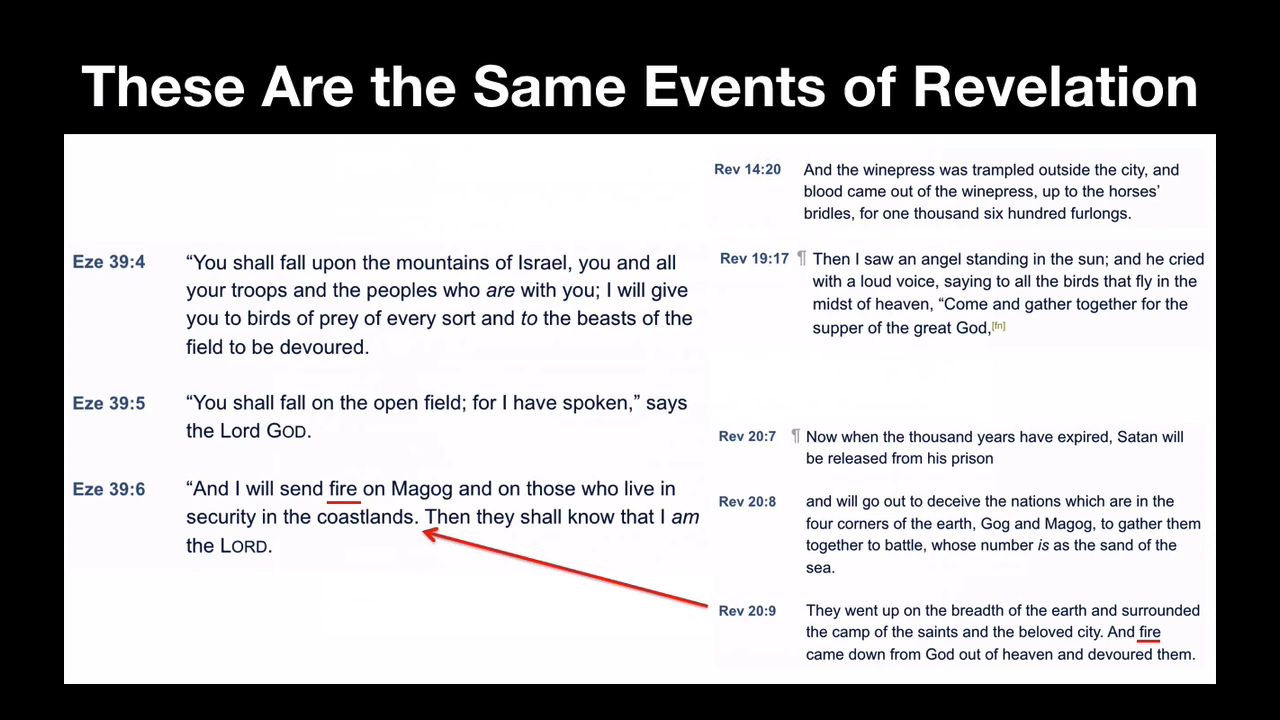 These Are the Same Events of Revelation
Eze 39:4 “You shall fall upon the mountains of Israel, you and all
your troops and the peoples who are with you; I will give
you to birds of prey of every sort and to the beasts of the
field to be devoured.
Eze 39:5 “You shall fall on the open field; for I have spoken,” says
the Lord GOD.
Eze 39:6 “And I will send fire on Magog and on those who live in
security in the coastlands. Then they shall know that I am
the LORD.
Rev 14:20 And the winepress was trampled outside the city, and
blood came out of the winepress, up to the horses’
bridles, for one thousand six hundred furlongs.
Rev 19:17 ¶ Then I saw an angel standing in the sun; and he cried
with a loud voice, saying to all the birds that fly in the
midst of heaven, “Come and gather together for the
supper of the great God,[fn]
Rev 20:7 ¶ Now when the thousand years have expired, Satan will
be released from his prison
Rev 20:8 and will go out to deceive the nations which are in the
four corners of the earth, Gog and Magog, to gather them
together to battle, whose number is as the sand of the
sea.
Rev 20:9 They went up on the breadth of the earth and surrounded
the camp of the saints and the beloved city. And fire
came down from God out of heaven and devoured them.